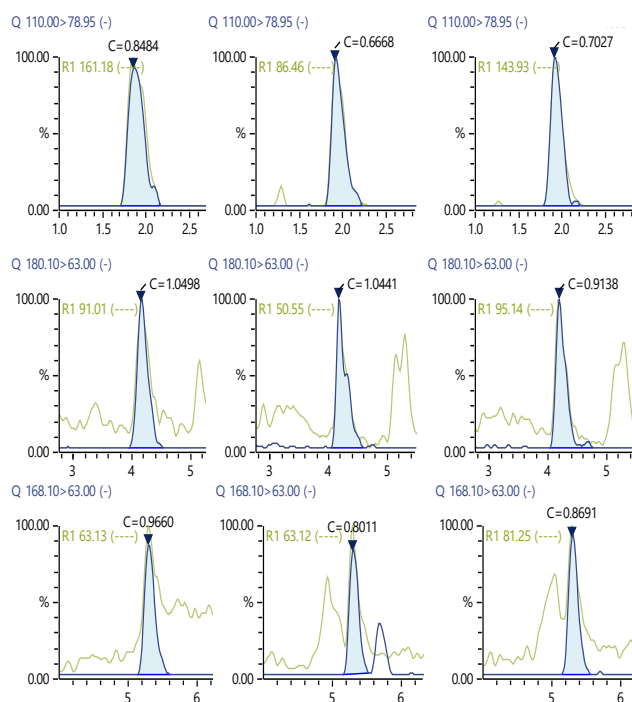 Q 110.00>78.95 (-) Q 110.00>78.95 (-) Q 110.00>78.95 (-)
C=0.8484 C=0.6668 C=0.7027
100.00 100.00 100.00
R1 161.18 (----) R1 86.46 (----) R1 143.93 (----)
% % %
0.00 0.00 0.00
1.0 1.5 2.0 2.5 1.0 1.5 2.0 2.5 1.0 1.5 2.0 2.5
Q 180.10>63.00 (-) Q 180.10>63.00 (-) Q 180.10>63.00 (-)
C=1.0498 C=1.0441 C=0.9138
100.00 100.00 100.00
R1 91.01 (----) R1 50.55 (----) R1 95.14 (----)
% % %
0.00 0.00 0.00
3 4 5 3 4 5 3 4 5
Q 168.10>63.00 (-) Q 168.10>63.00 (-) Q 168.10>63.00 (-)
C=0.9660 C=0.8011 C=0.8691
100.00 100.00 100.00
R1 63.13 (----) R1 63.12 (----) R1 81.25 (----)
% % %
0.00 0.00 0.00
5 6 5 6 5 6